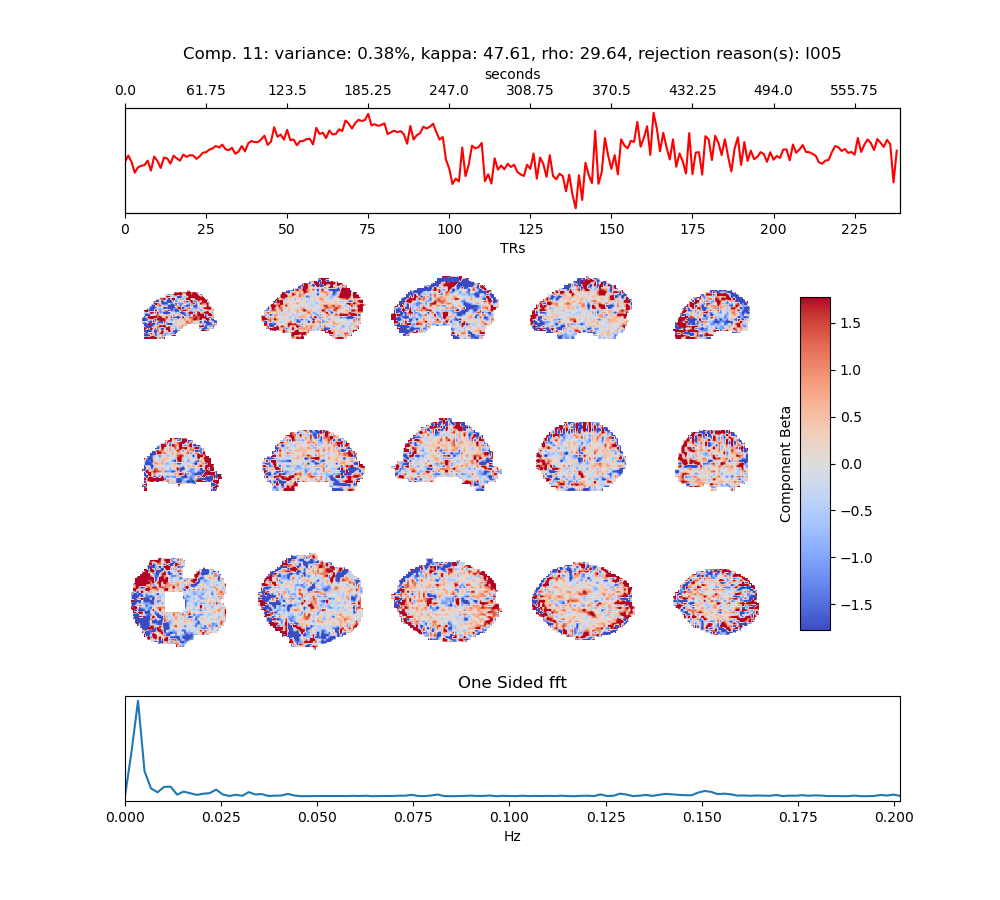 Comp. 11: variance: 0.38%, kappa: 47.61, rho: 29.64, rejection reason(s): I005
seconds
0.0 61.75 123.5 185.25 247.0 308.75 370.5 432.25 494.0 555.75
0 25 50 75 100 125 150 175 200 225
TRs
1.5
1.0
0.5
0.0
−0.5
−1.0
−1.5
Component Beta
One Sided fft
0.000 0.025 0.050 0.075 0.100 0.125 0.150 0.175 0.200
Hz